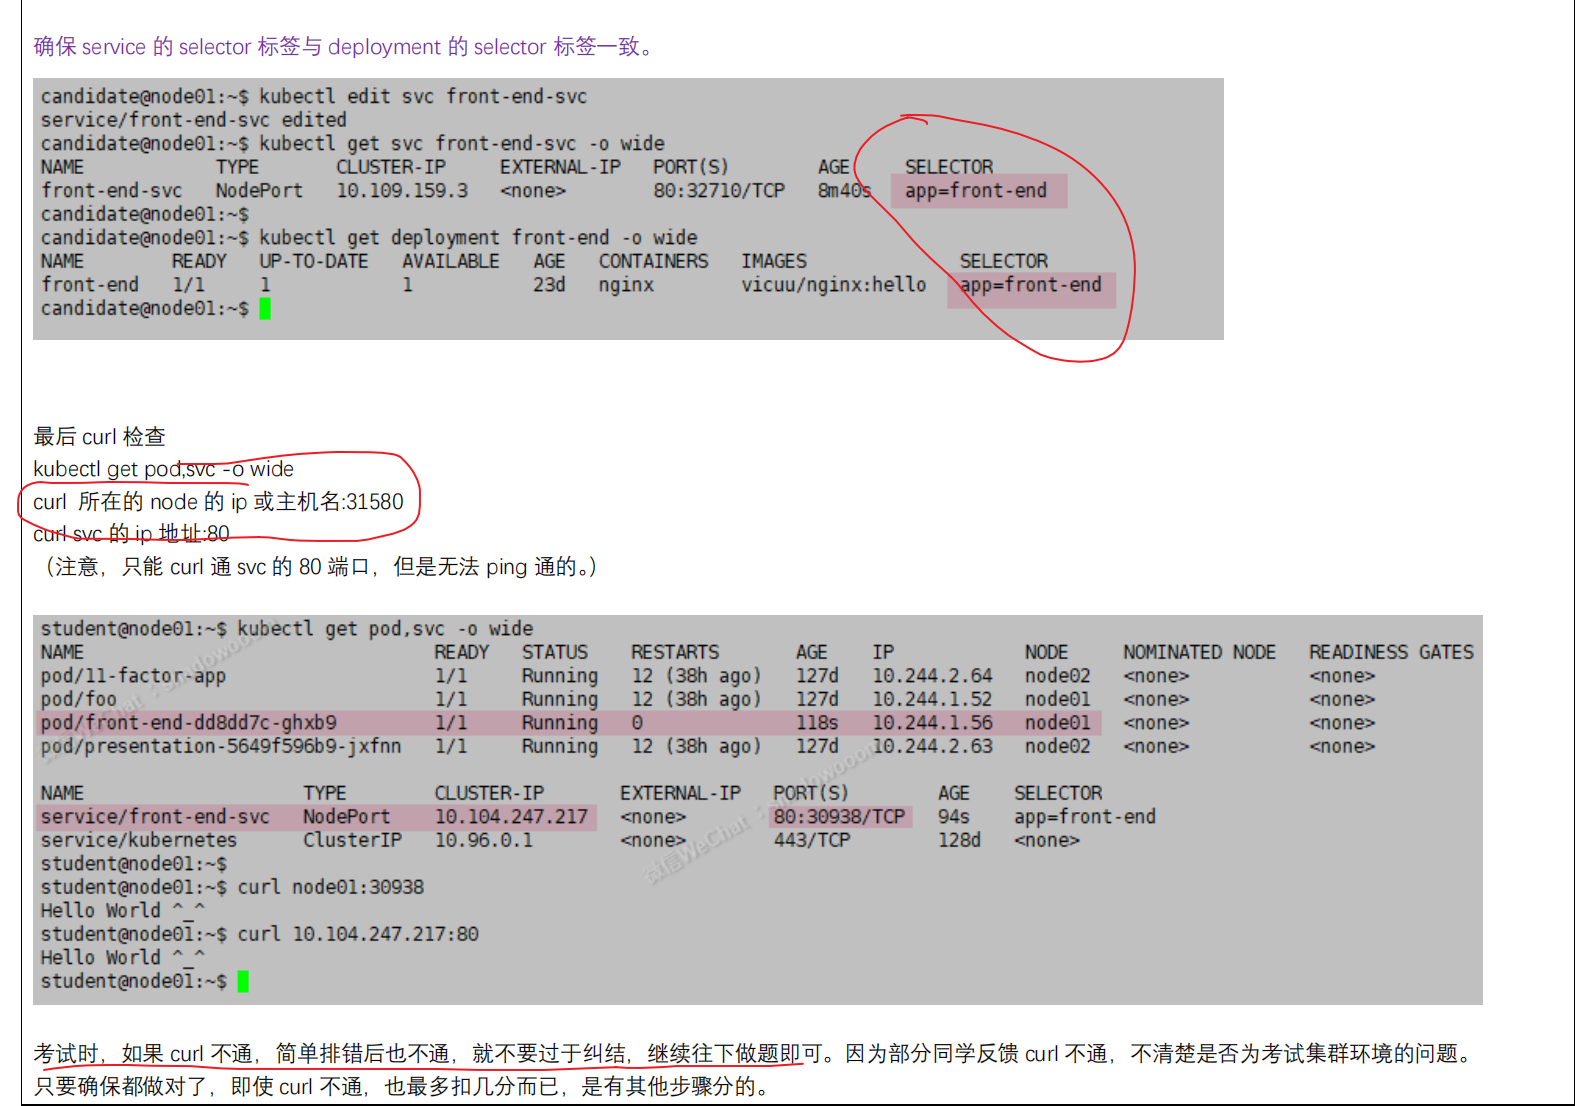 确保 service 的 selector 标签与 deployment 的 selector 标签一致。
candidate@node01:~$ kubectl edit svc front-end-svc
service/front-end-svc edited
candidate@node01:~$ kubectl get svc front-end-svc -o wide
NAME TYPE CLUSTER-IP EXTERNAL-IP PORT(S) AGE SELECTOR
front-end-svc NodePort 10.109.159.3 <none> 80:32710/TCP 8m40s app=front-end
candidate@node01:~$
candidate@node01:~$ kubectl get deployment front-end -o wide
NAME READY UP-TO-DATE AVAILABLE AGE CONTAINERS IMAGES SELECTOR
front-end 1/1 1 1 23d nginx vicuu/nginx:hello app=front-end
candidate@node01:~$
最后 curl 检查
kubectl get pod,svc -o wide
curl 所在的 node 的 ip 或主机名:31580
curl svc 的 ip 地址:80
（注意，只能 curl 通 svc 的 80 端口，但是无法 ping 通的。）
student@node01:~$ kubectl get pod,svc -o wide
NAME READY STATUS RESTARTS AGE IP NODE NOMINATED NODE READINESS GATES
pod/11-factor-app 1/1 Running 12 (38h ago) 127d 10.244.2.64 node02 <none> <none>
pod/foo 1/1 Running 12 (38h ago) 127d 10.244.1.52 node01 <none> <none>
pod/front-end-dd8dd7c-ghxb9 1/1 Running 0 118s 10.244.1.56 node01 <none> <none>
pod/presentation-5649f596b9-jxfnn 1/1 Running 12 (38h ago) 127d 10.244.2.63 node02 <none> <none>
NAME TYPE CLUSTER-IP EXTERNAL-IP PORT(S) AGE SELECTOR
service/front-end-svc NodePort 10.104.247.217 <none> 80:30938/TCP 94s app=front-end
service/kubernetes ClusterIP 10.96.0.1 <none> 443/TCP 128d <none>
student@node01:~$
student@node01:~$ curl node01:30938
Hello World ^_^
student@node01:~$ curl 10.104.247.217:80
Hello World ^_^
student@node01:~$
微信WeChat：
考试时，如果 curl 不通，简单排错后也不通，就不要过于纠结，继续往下做题即可。因为部分同学反馈 curl 不通，不清楚是否为考试集群环境的问题。
只要确保都做对了，即使 curl 不通，也最多扣几分而已，是有其他步骤分的。